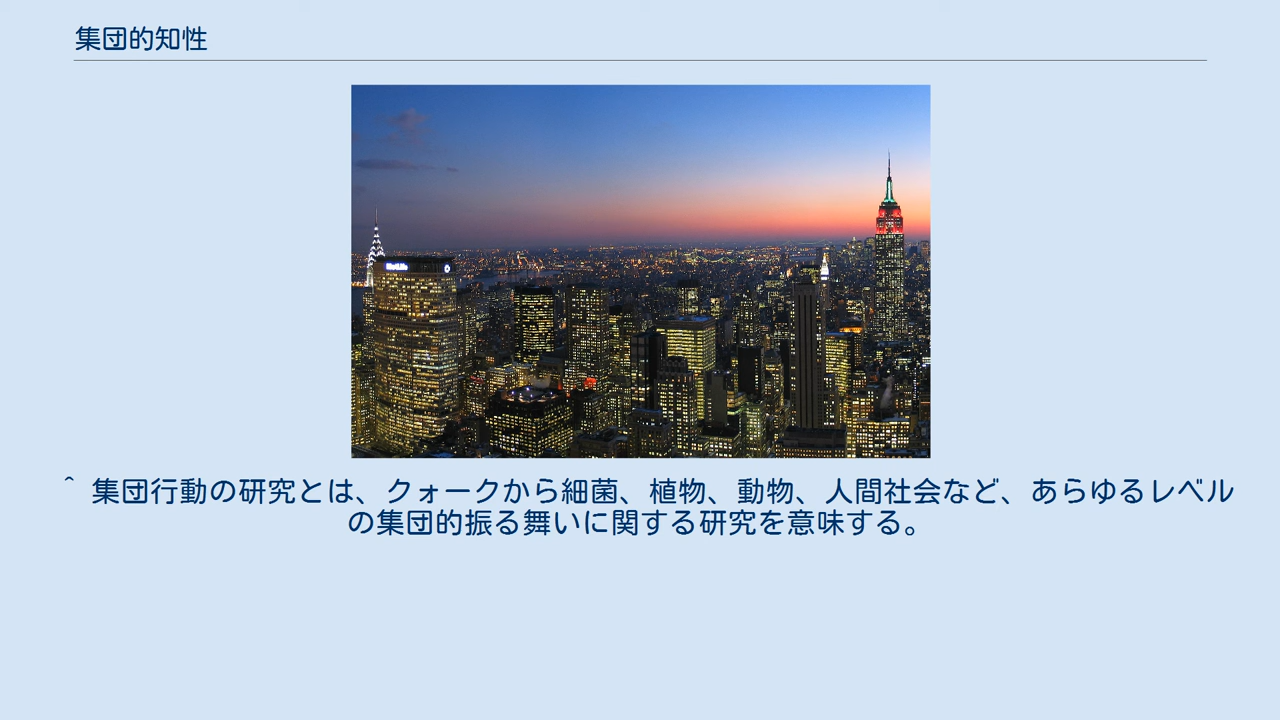 集団的知性
MetLife
^ 集団行動の研究とは、クォークから細菌、植物、動物、人間社会など、あらゆるレベル
の集団的振る舞いに関する研究を意味する。